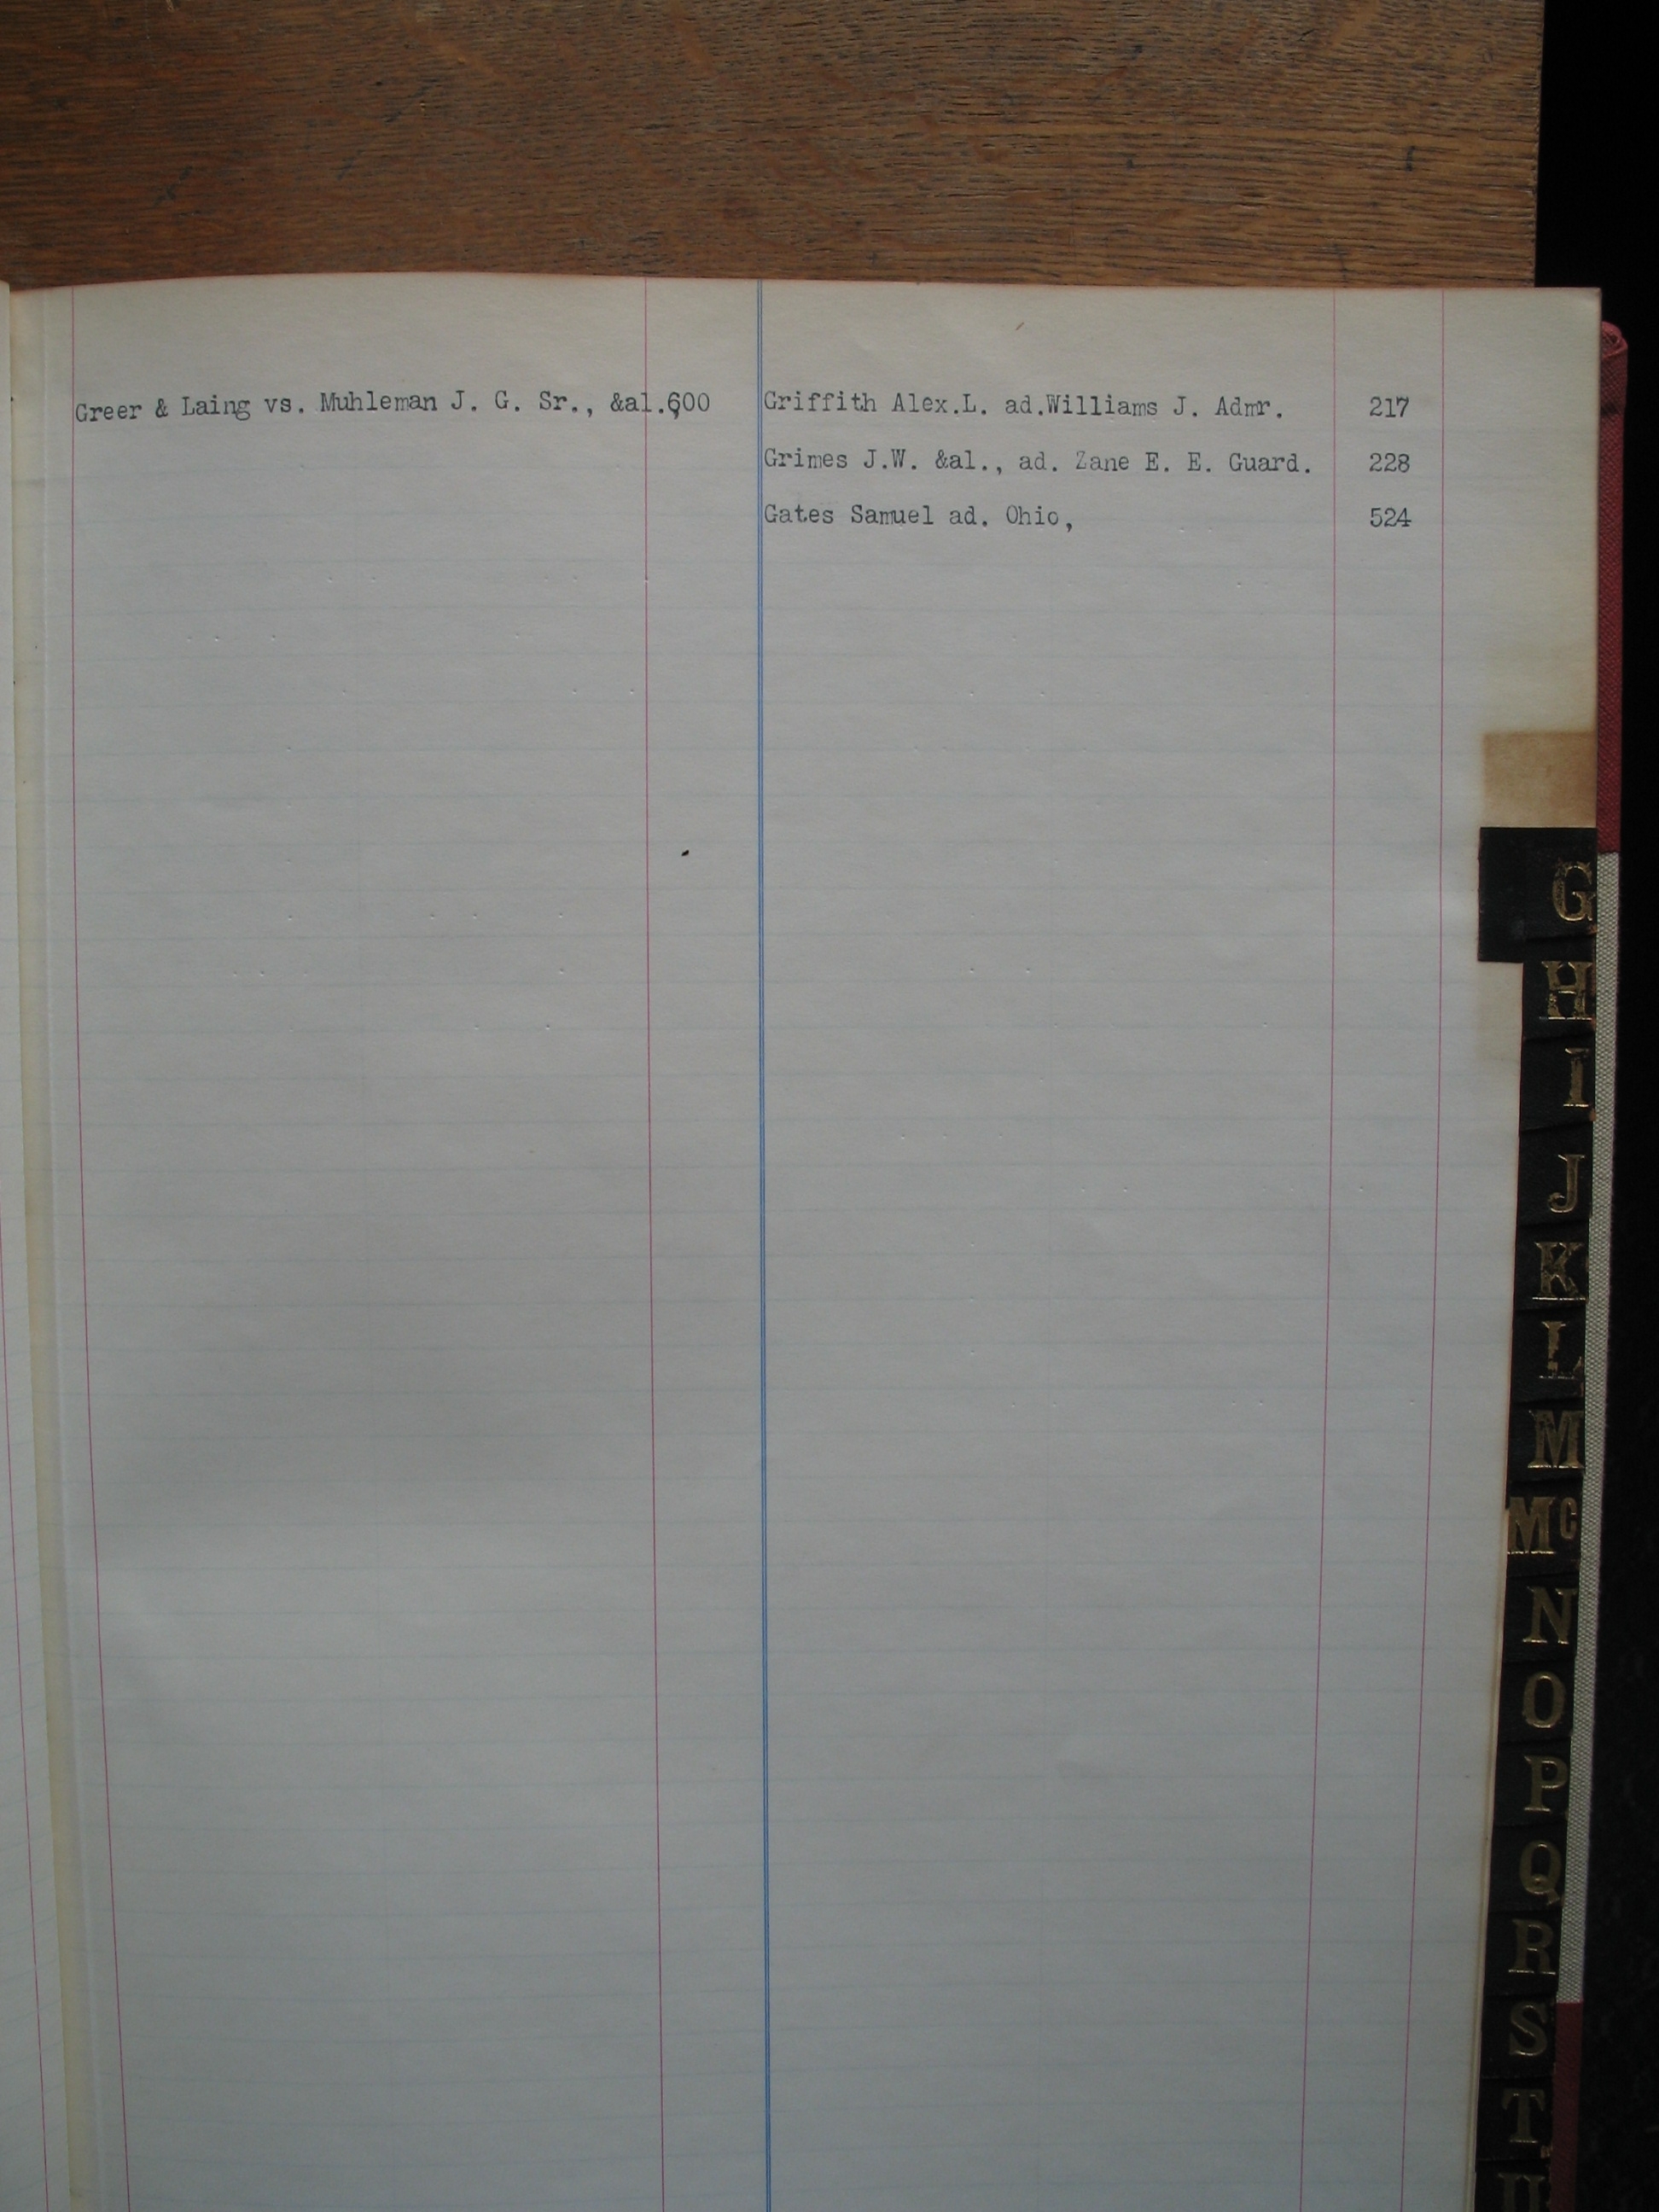 Greer & Laing vs. Muhleman J. G. Sr., &al.,600
Griffith Alex.L. ad.Williams J. Admr. 217
Grimes J.W. &al., ad. Zane E. E. Guard. 228
Gates Samuel ad. Ohio, 524
G
H
I
J
K
L
M
Mc
N
O
P
Q
R
S
T
U